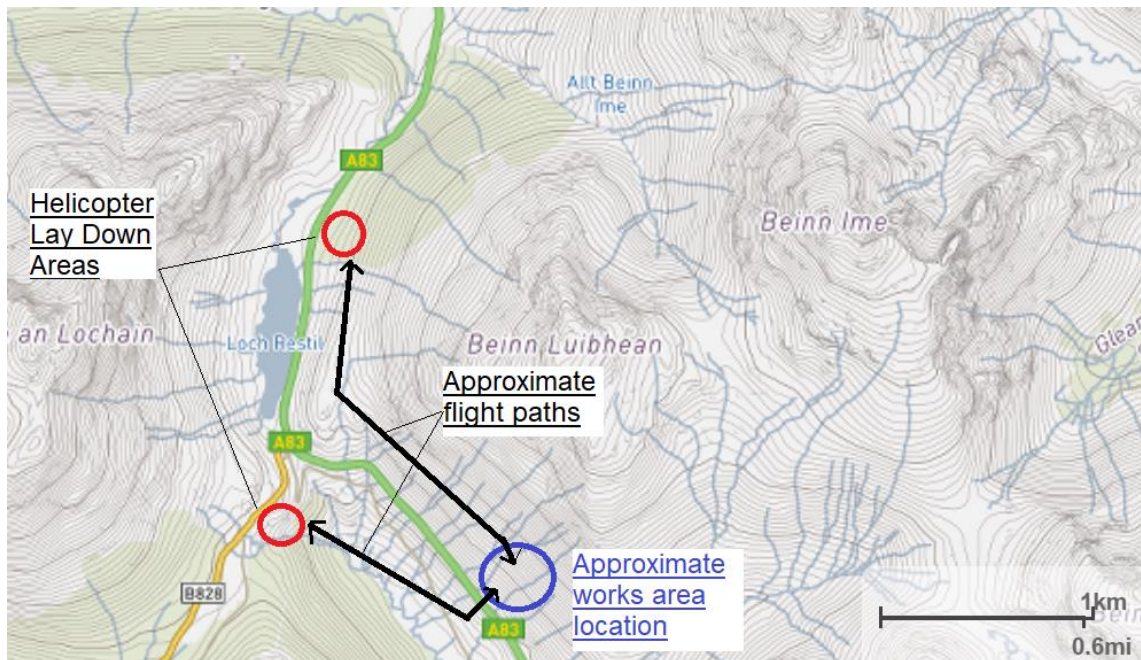 Allt Beinn
Ime
A83
Helicopter
Lay Down
Areas
Beinn Ime
an Lochain
Loch Restil
Beinn Luibhean
Approximate
flight paths
A83
B828
A83
Approximate
works area
location
1km
0.6mi